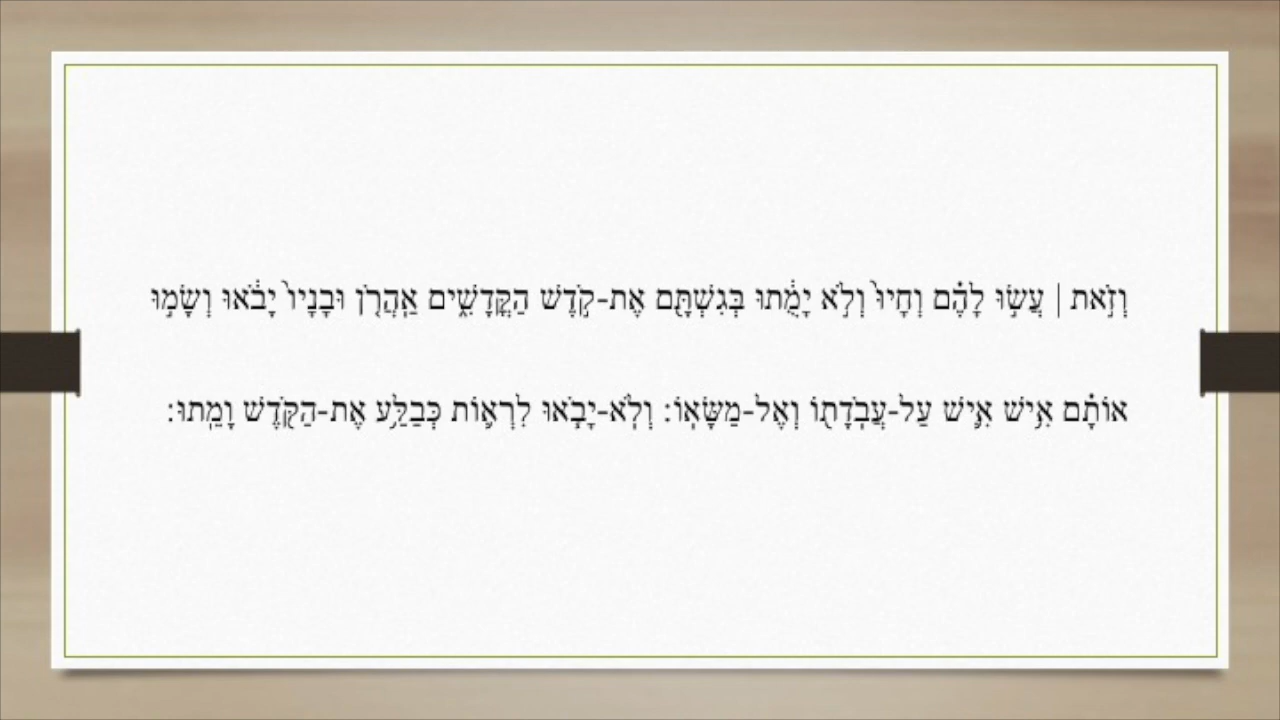 וְזֹ֣את | עֲשׂ֣וּ לָהֶ֗ם וְחָיוּ֙ וְלֹ֣א יָמֻ֔תוּ בְּגִשְׁתָּ֖ם אֶת-קֹ֣דֶשׁ הַקֳּדָשִׁ֑ים אַֽהֲרֹ֤ן וּבָנָיו֙ יָבֹ֔אוּ וְשָׂמ֣וּ
אוֹתָ֗ם אִ֥ישׁ אִ֛ישׁ עַל-עֲבֹֽדָת֖וֹ וְאֶל-מַשָּׂאֽוֹ: וְלֹֽא-יָבֹ֧אוּ לִרְא֛וֹת כְּבַלַּ֥ע אֶת-הַקֹּ֖דֶשׁ וָמֵֽתוּ: